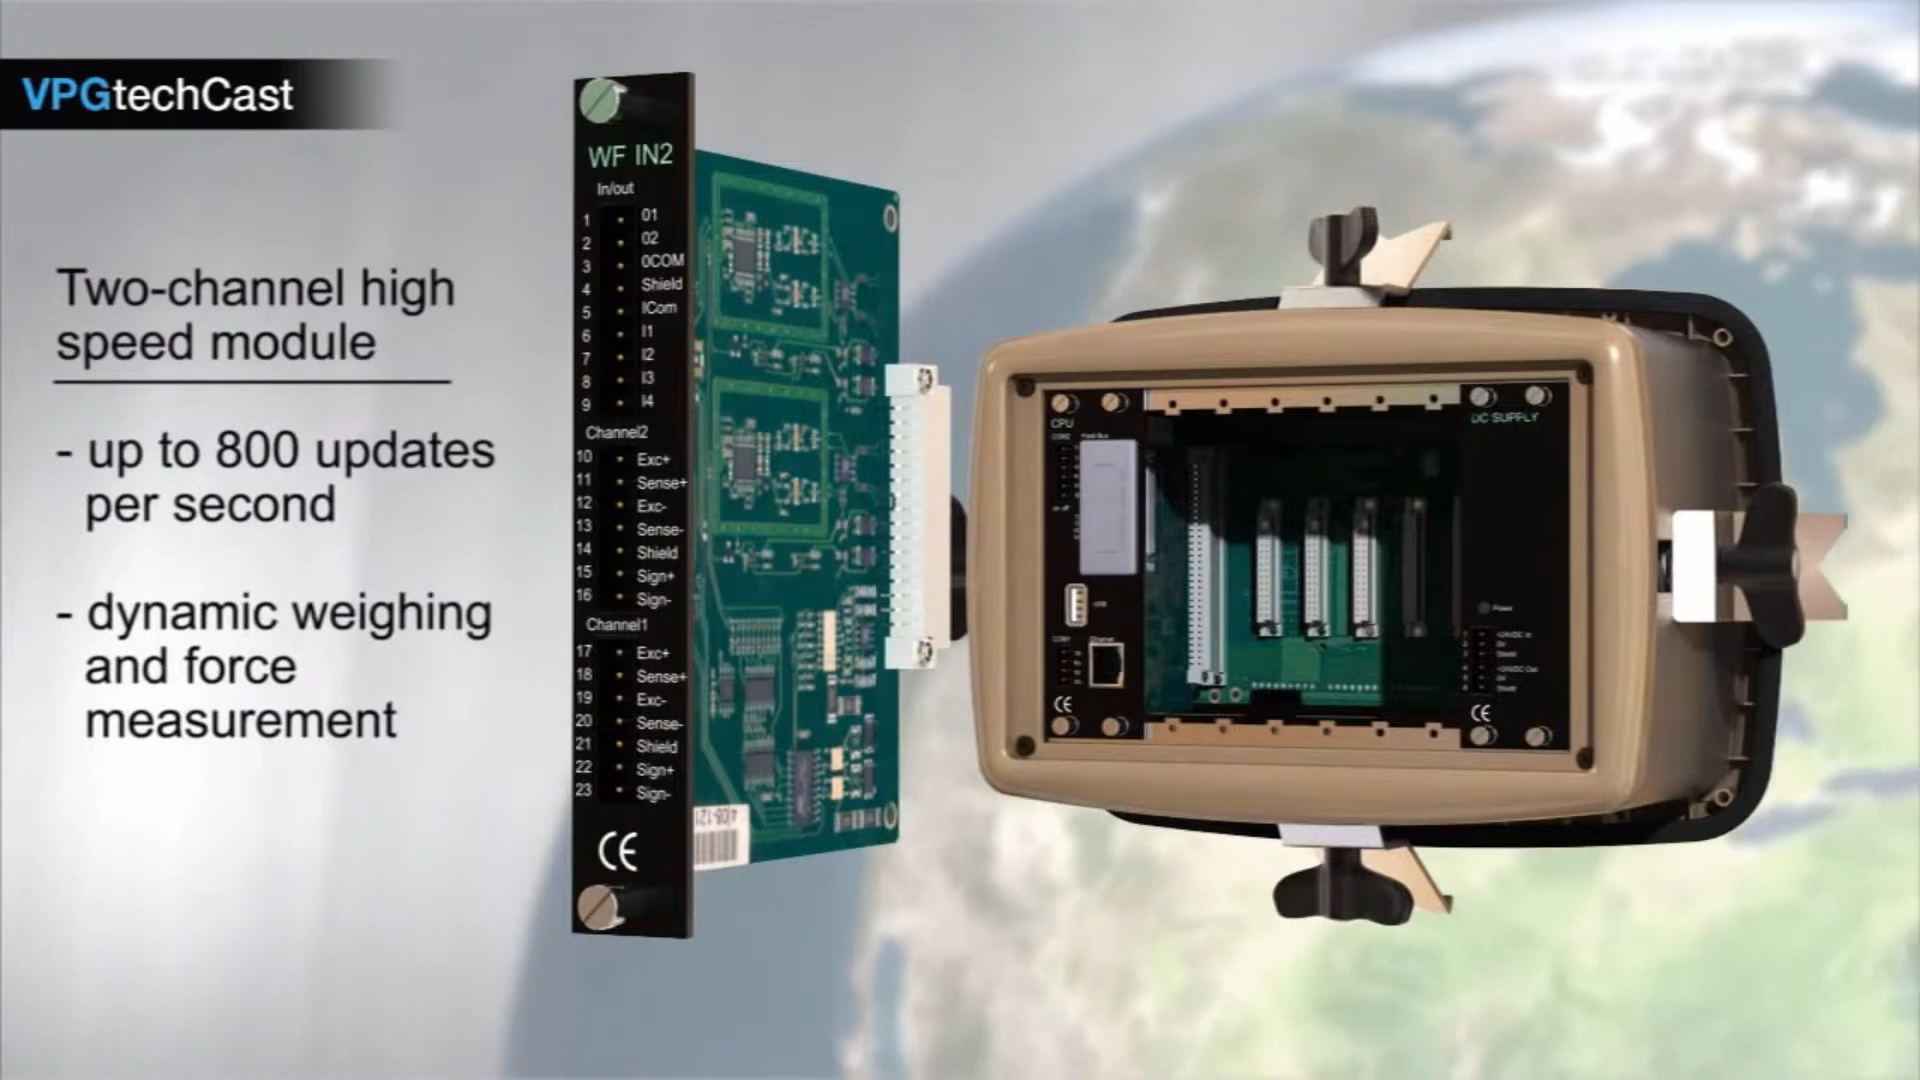 VPGtechCast
Two-channel high
speed module
- up to 800 updates
per second
- dynamic weighing
and force
measurement
WF IN2
In/out
1 01
2 02
3 0COM
4 Shield
5 ICom
6 I1
7 I2
8 I3
9 I4
Channel2
10 Exc+
11 Sense+
12 Exc-
13 Sense-
14 Shield
15 Sign+
16 Sign-
Channel1
17 Exc+
18 Sense+
19 Exc-
20 Sense-
21 Shield
22 Sign+
23 Sign-
CE
CPU
CE
DC SUPPLY
Power
CE